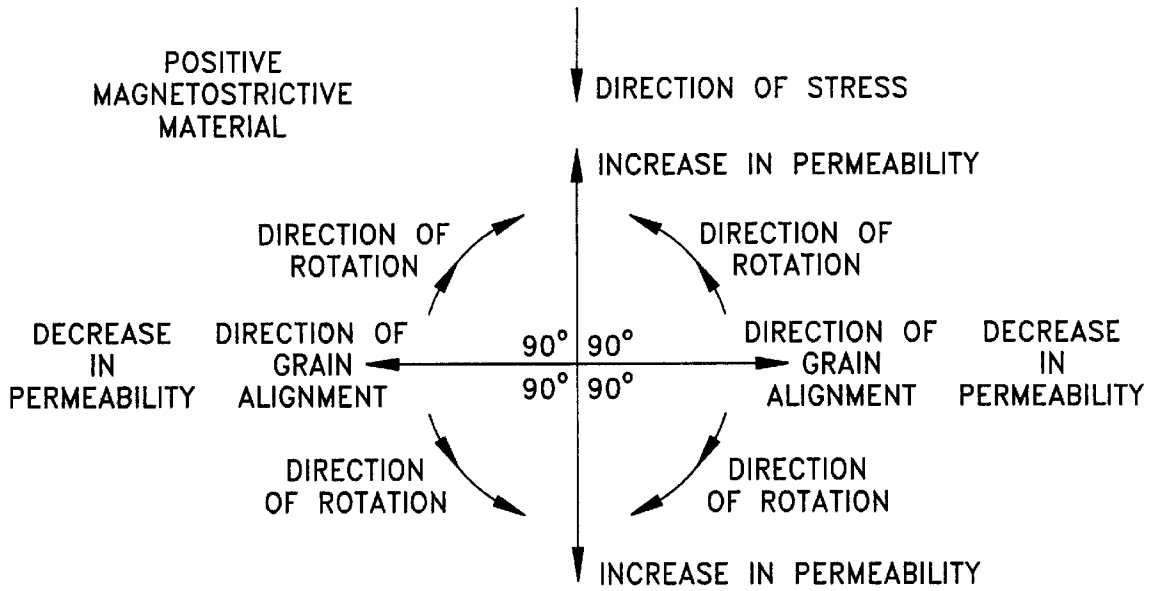 POSITIVE
MAGNETOSTRICTIVE
MATERIAL
DIRECTION OF STRESS
INCREASE IN PERMEABILITY
DIRECTION OF
ROTATION
DIRECTION OF
ROTATION
DECREASE
IN
PERMEABILITY
DIRECTION OF
GRAIN
ALIGNMENT
90° 90°
90° 90°
DIRECTION OF
GRAIN
ALIGNMENT
DECREASE
IN
PERMEABILITY
DIRECTION
OF ROTATION
DIRECTION
OF ROTATION
INCREASE IN PERMEABILITY